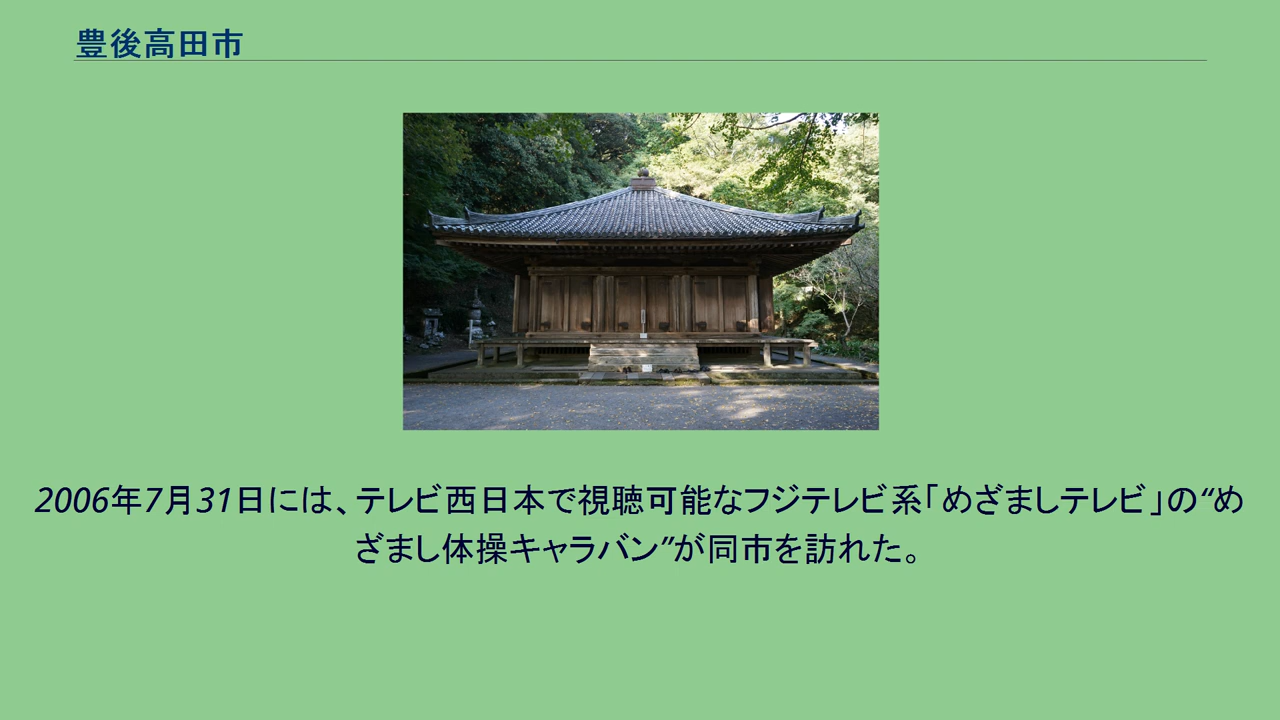 豊後高田市
2006年7月31日には、テレビ西日本で視聴可能なフジテレビ系「めざましテレビ」の“め
ざまし体操キャラバン”が同市を訪れた。